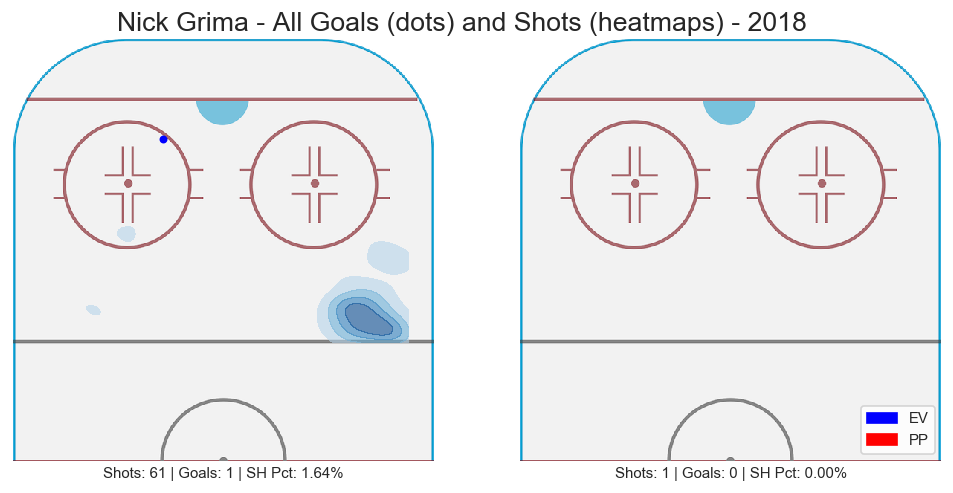 Nick Grima - All Goals (dots) and Shots (heatmaps) - 2018
EV
PP
Shots: 61 | Goals: 1 | SH Pct: 1.64%
Shots: 1 | Goals: 0 | SH Pct: 0.00%